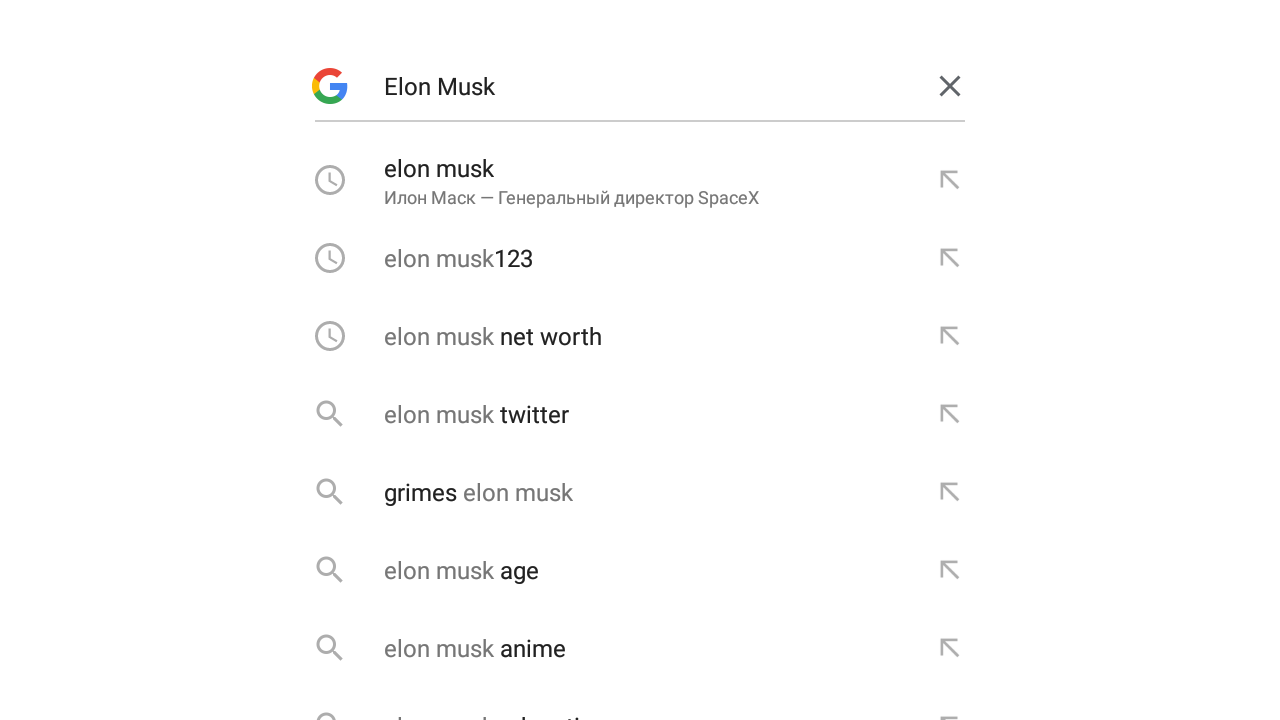 Elon Musk
elon musk
Илон Маск — Генеральный директор SpaceX
elon musk123
elon musk net worth
elon musk twitter
grimes elon musk
elon musk age
elon musk anime